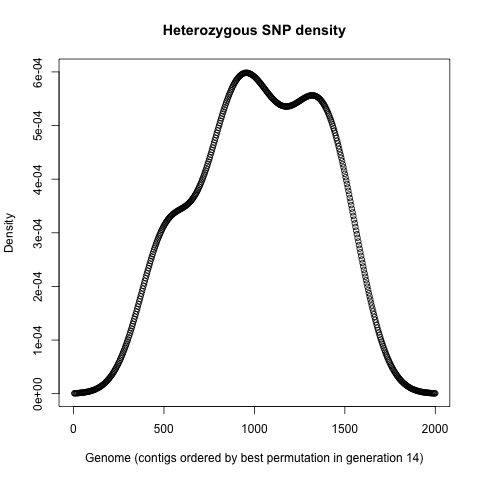 Heterozygous SNP density
6e-04
5e-04
4e-04
3e-04
2e-04
1e-04
0e+00
Density
0 500 1000 1500 2000
Genome (contigs ordered by best permutation in generation 14)